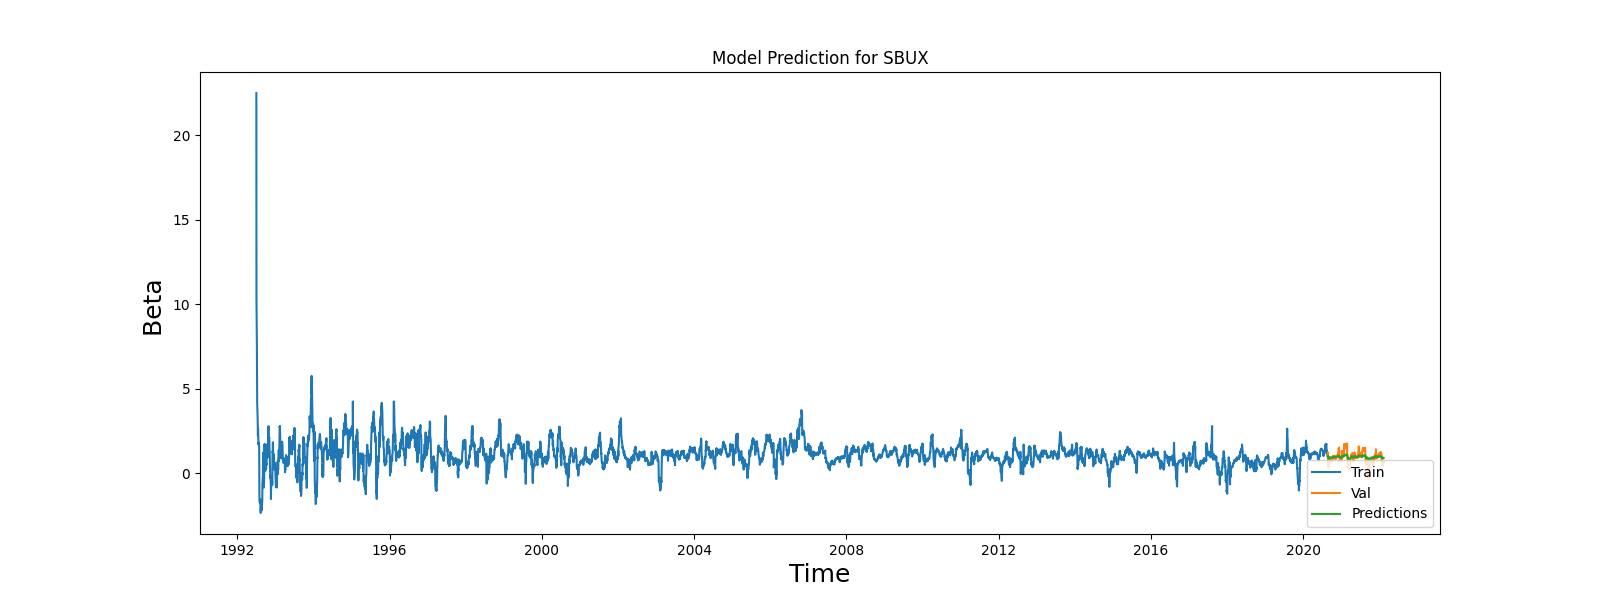 Model Prediction for SBUX
Beta
20
15
10
5
0
Train
Val
Predictions
1992 1996 2000 2004 2008 2012 2016 2020
Time